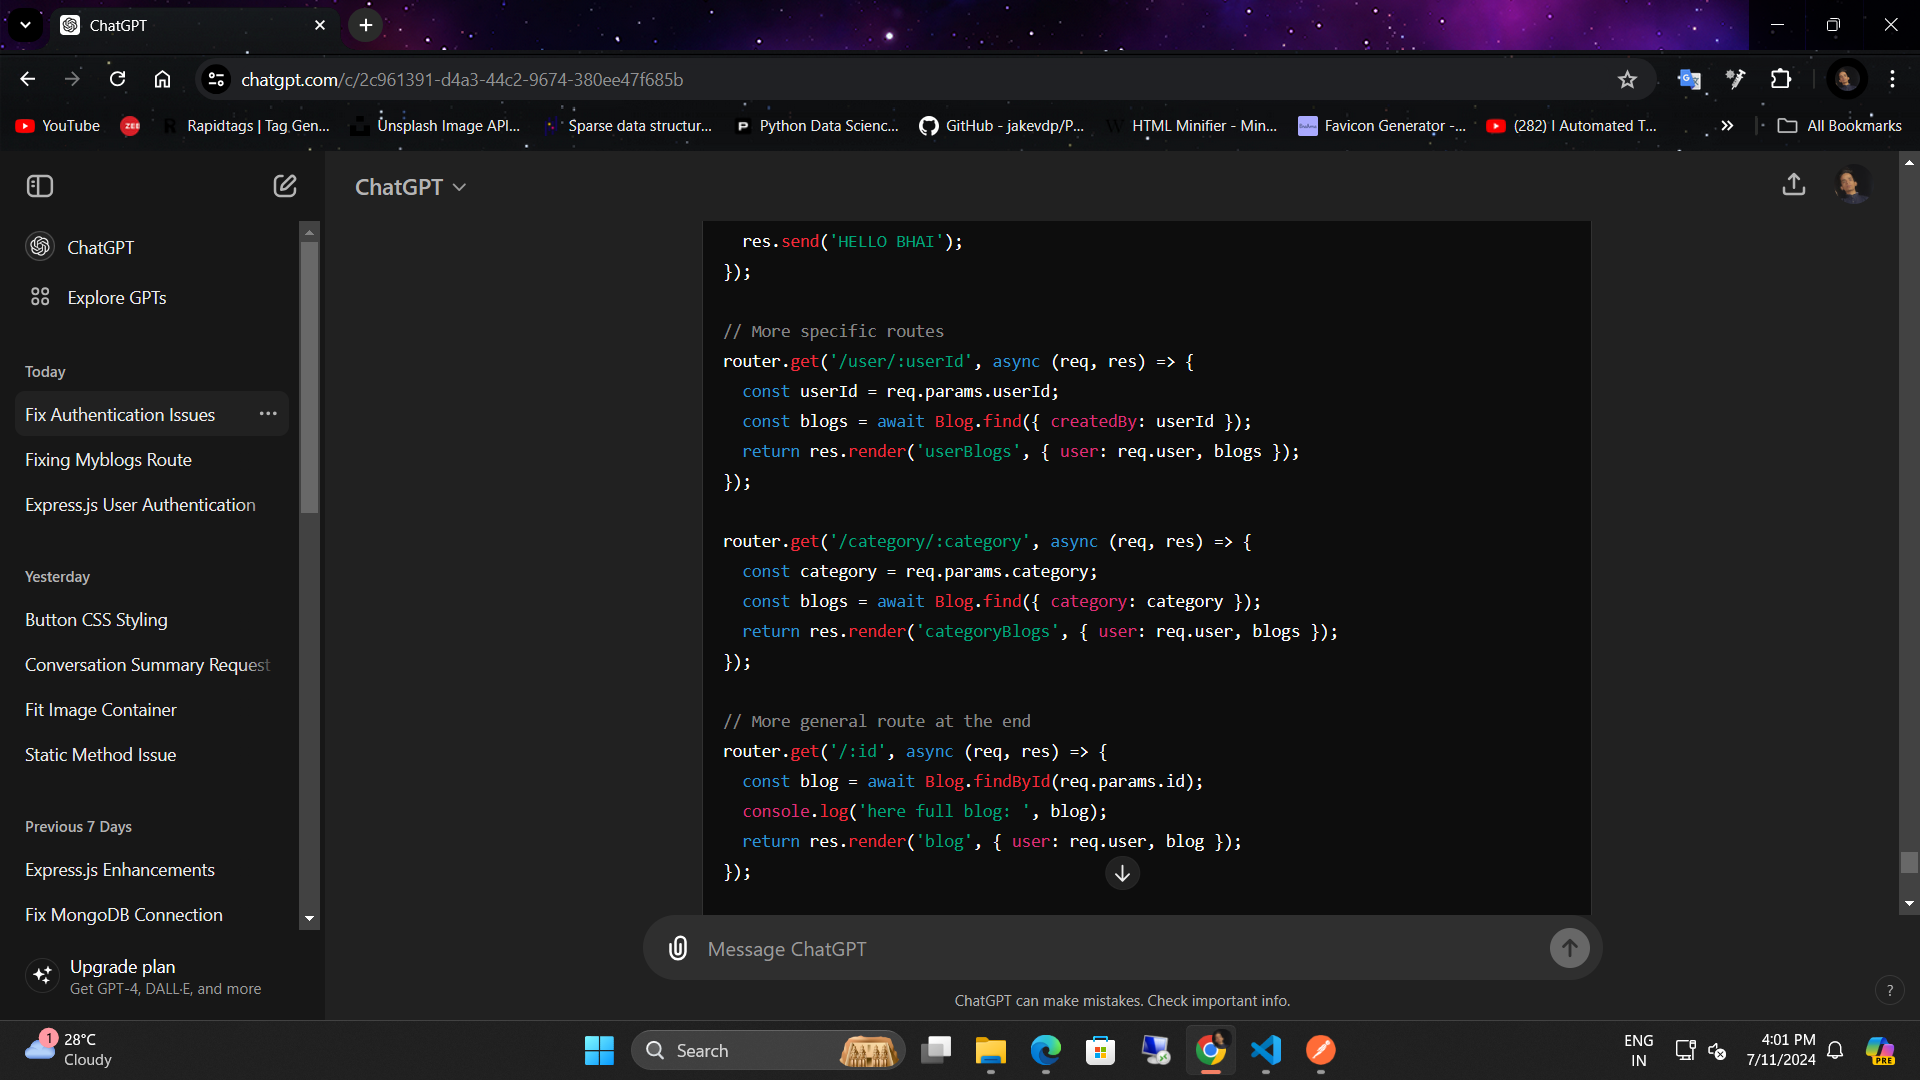 ChatGPT
chatgpt.com/c/2c961391-d4a3-44c2-9674-380ee47f685b
YouTube
ZEE
R
Rapidtags | Tag Gen...
Unsplash Image API...
Sparse data structur...
Python Data Scienc...
GitHub - jakevdp/P...
W
HTML Minifier - Min...
Favicon Generator -...
(282) I Automated T...
All Bookmarks
ChatGPT
ChatGPT
Explore GPTs
Today
Fix Authentication Issues
Fixing Myblogs Route
Express.js User Authentication
Yesterday
Button CSS Styling
Conversation Summary Request
Fit Image Container
Static Method Issue
Previous 7 Days
Express.js Enhancements
Fix MongoDB Connection
Upgrade plan
Get GPT-4, DALL·E, and more
res.send('HELLO BHAI');
});
// More specific routes
router.get('/user/:userId', async (req, res) => {
const userId = req.params.userId;
const blogs = await Blog.find({ createdBy: userId });
return res.render('userBlogs', { user: req.user, blogs });
});
router.get('/category/:category', async (req, res) => {
const category = req.params.category;
const blogs = await Blog.find({ category: category });
return res.render('categoryBlogs', { user: req.user, blogs });
});
// More general route at the end
router.get('/:id', async (req, res) => {
const blog = await Blog.findById(req.params.id);
console.log('here full blog: ', blog);
return res.render('blog', { user: req.user, blog });
});
Message ChatGPT
ChatGPT can make mistakes. Check important info.
?
1
28°C
Cloudy
Search
ENG
IN
4:01 PM
7/11/2024
PRE